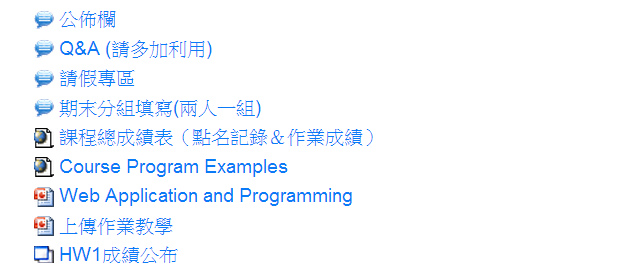 公佈欄
Q&A (請多加利用)
請假專區
期末分組填寫(兩人一組)
課程總成績表（點名記錄＆作業成績）
Course Program Examples
Web Application and Programming
上傳作業教學
HW1成績公布